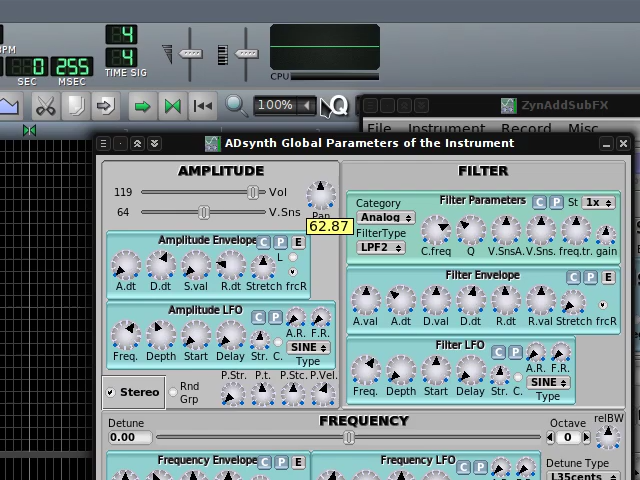 PM
0
SEC
255
MSEC
4
4
TIME SIG
CPU
100%
Q
ZynAddSubFX
File Instrument Record Misc
ADsynth Global Parameters of the Instrument
AMPLITUDE
119 Vol
64 V.Sns
Pan
62.87
Amplitude Envelope C P E
A.dt D.dt S.val R.dt Stretch frcR
L
Amplitude LFO C P
A.R. F.R.
Freq. Depth Start Delay Str. C.
SINE
Type
Stereo
Rnd
Grp
P.Str. P.t. P.Stc. P.Vel.
FILTER
Category
Analog
FilterType
LPF2
Filter Parameters C P St 1x
C.freq Q V.SnsA. V.Sns. freq.tr. gain
Filter Envelope C P E
A.val A.dt D.val D.dt R.dt R.val Stretch frcR
Filter LFO C P
A.R. F.R.
Freq. Depth Start Delay Str. C.
SINE
Type
FREQUENCY
Detune
0.00
Octave
0
relBW
Frequency Envelope C P E
Frequency LFO C P
Detune Type
L35cents